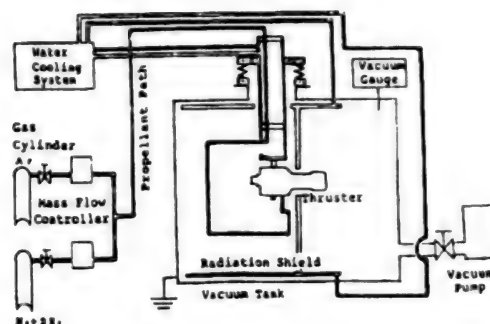 Water
Cooling
System
Vacuum
Gauge
Propellant Path
Gas
Cylinder
Ar
Mass Flow
Controller
Thruster
Radiation Shield
Vacuum Tank
Vacuum
Pump